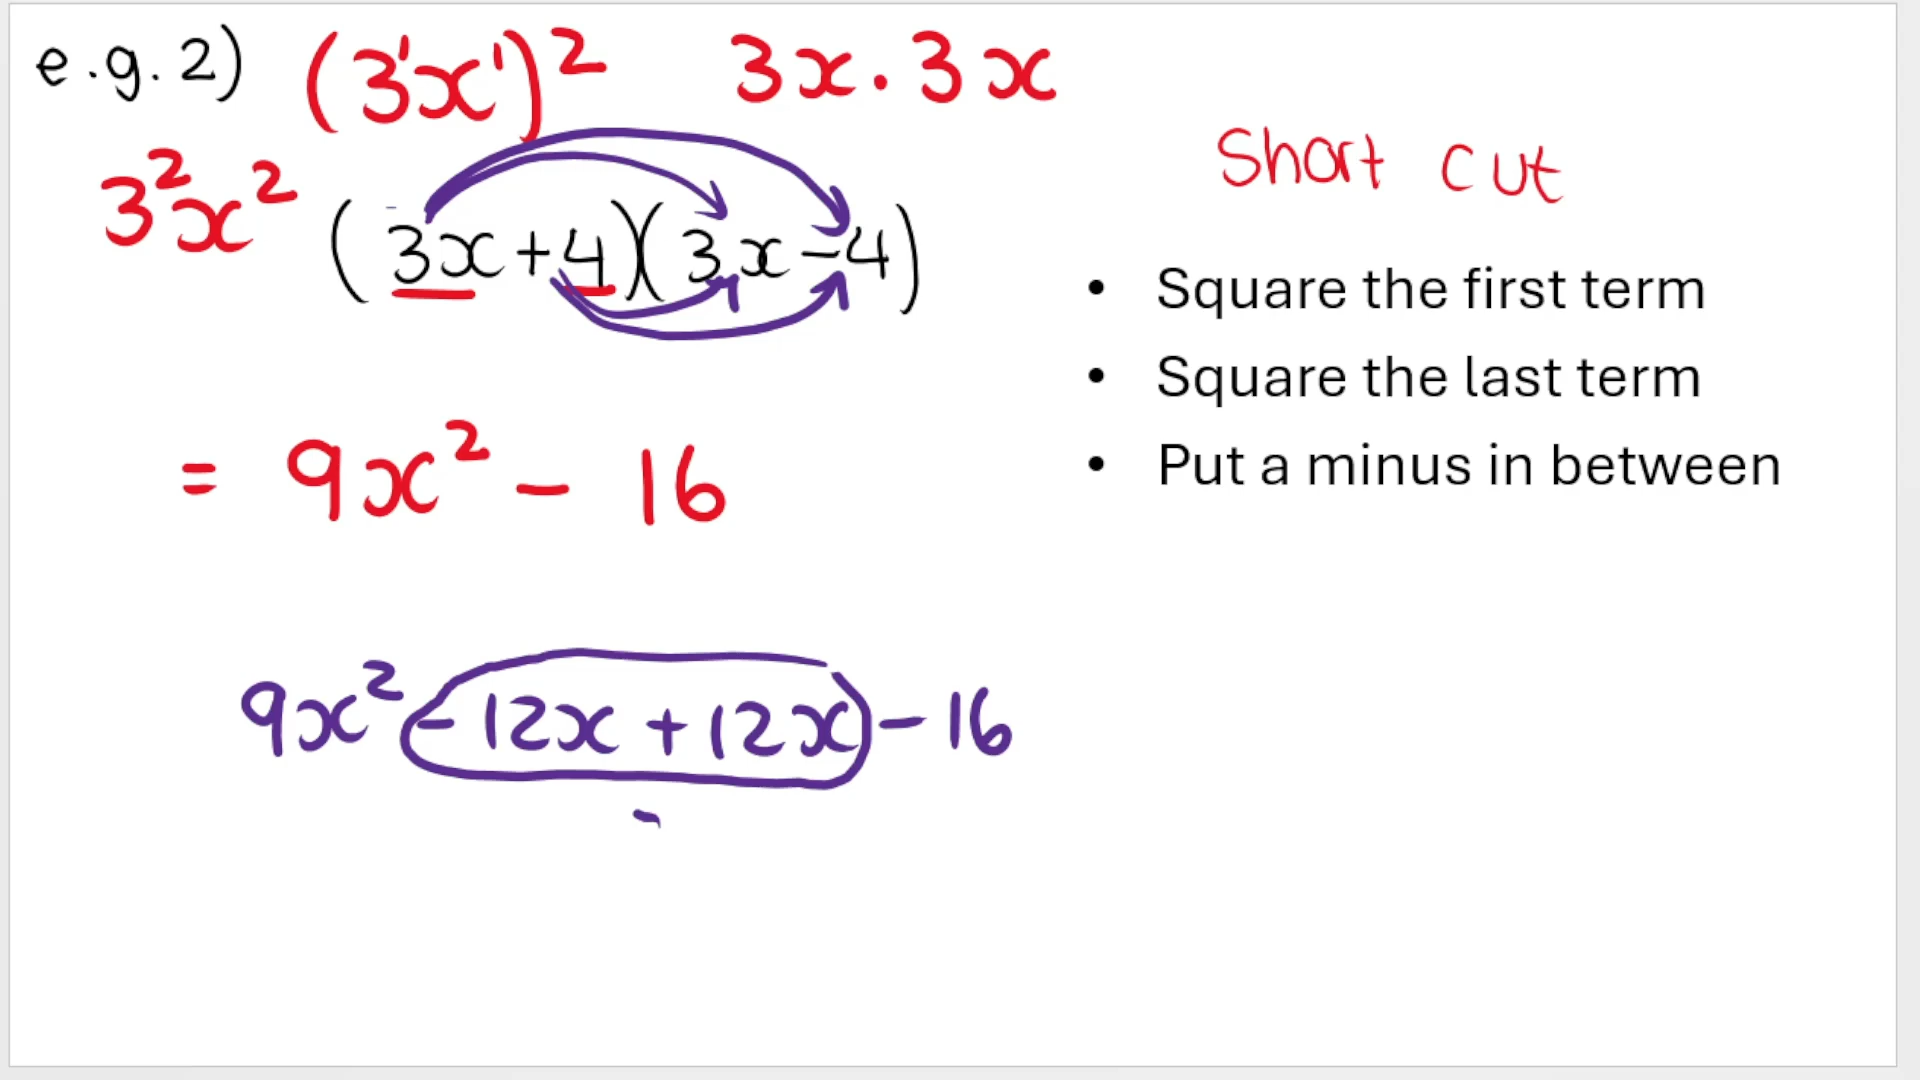 e.g. 2) (3¹x¹)² 3x · 3x
Short cut
3²x²
(3x+4)(3x-4)
• Square the first term
• Square the last term
• Put a minus in between
= 9x² - 16
9x² - 12x + 12x - 16